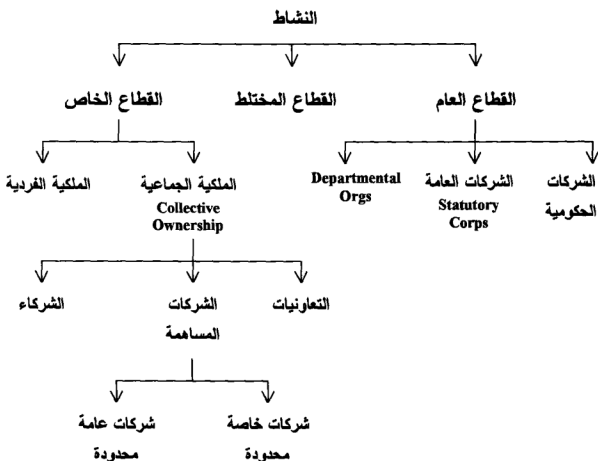 النشاط
القطاع العام
القطاع المختلط
القطاع الخاص
الشركات
الحكومية
الشركات العامة
Statutory
Corps
Departmental
Orgs
الملكية الجماعية
Collective
Ownership
الملكية الفردية
التعاونيات
الشركات
المساهمة
الشركاء
شركات خاصة
محدودة
شركات عامة
محدودة